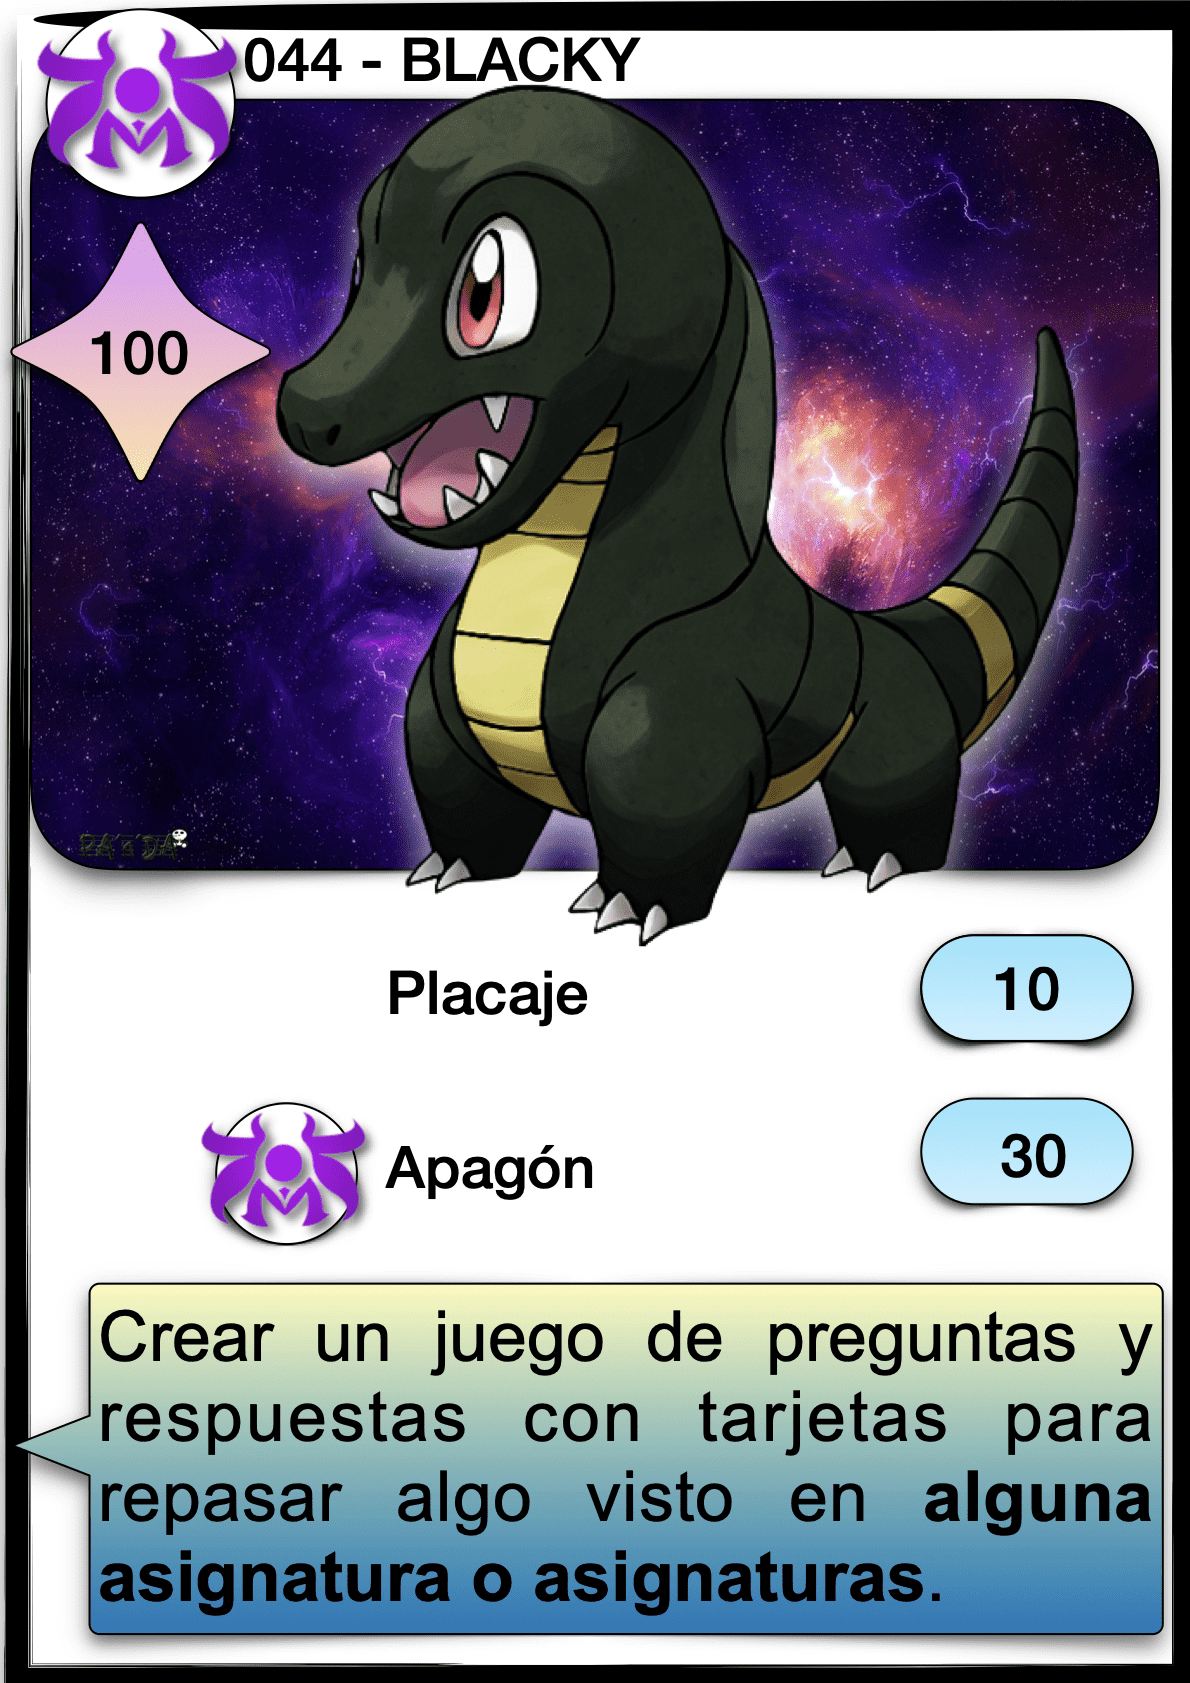 044 - BLACKY
100
Placaje
10
Apagón
30
Crear un juego de preguntas y
respuestas con tarjetas para
repasar algo visto en alguna
asignatura o asignaturas.